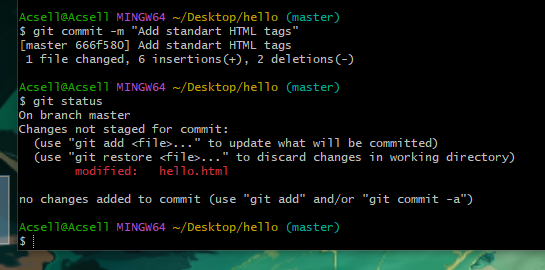 Acsell@Acsell MINGW64 ~/Desktop/hello (master)
$ git commit -m "Add standart HTML tags"
[master 666f580] Add standart HTML tags
 1 file changed, 6 insertions(+), 2 deletions(-)

Acsell@Acsell MINGW64 ~/Desktop/hello (master)
$ git status
On branch master
Changes not staged for commit:
  (use "git add <file>..." to update what will be committed)
  (use "git restore <file>..." to discard changes in working directory)
        modified:   hello.html

no changes added to commit (use "git add" and/or "git commit -a")

Acsell@Acsell MINGW64 ~/Desktop/hello (master)
$